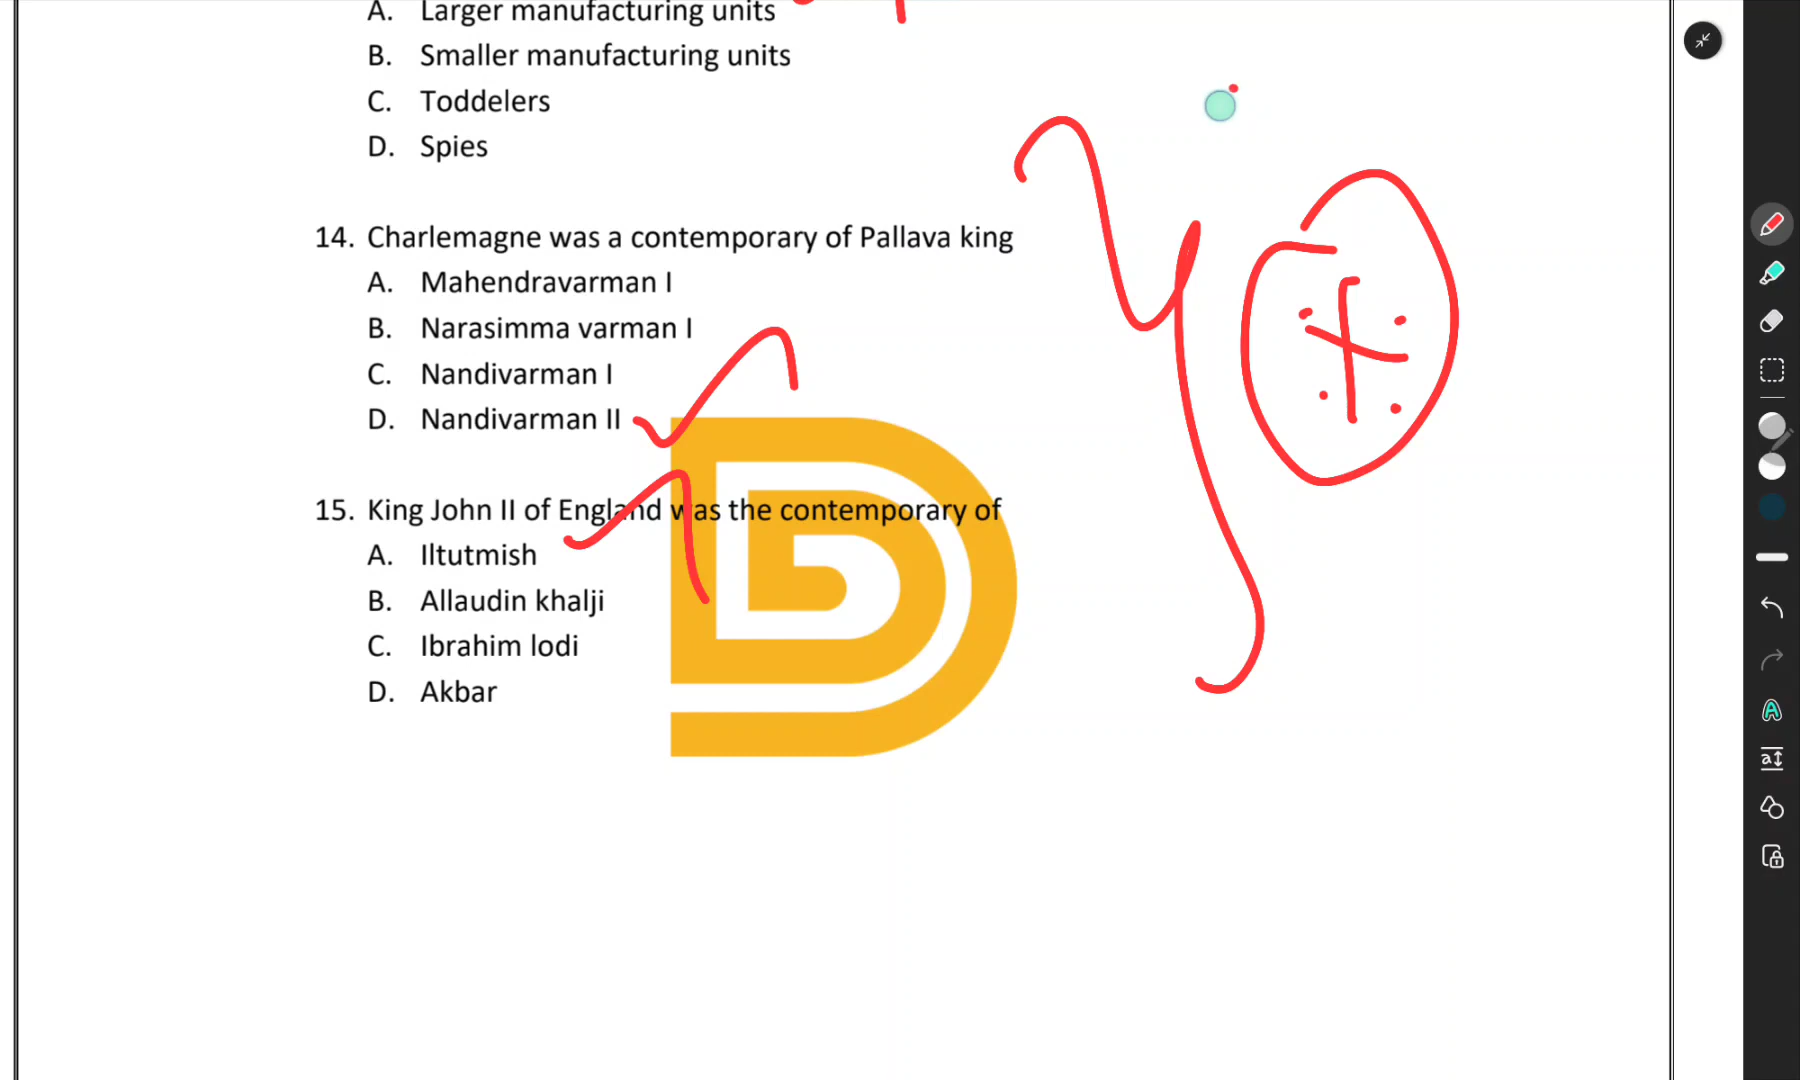 A. Larger manufacturing units
B. Smaller manufacturing units
C. Toddelers
D. Spies
14. Charlemagne was a contemporary of Pallava king
A. Mahendravarman I
B. Narasimma varman I
C. Nandivarman I
D. Nandivarman II
15. King John II of England was the contemporary of
A. Iltutmish
B. Allaudin khalji
C. Ibrahim lodi
D. Akbar